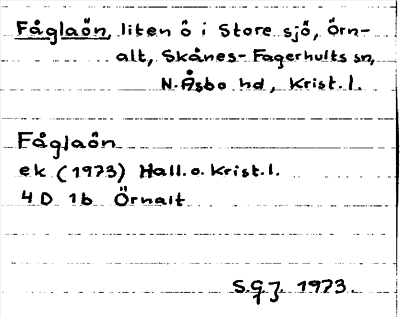 Fåglaön, liten ö i Store sjö, Örn-
alt, Skånes-Fagerhults sn,
N. Åsbo hd, Krist. l.
Fåglaön
ek (1973) Hall. o. Krist. l.
4D 1b Örnalt
S.G.J. 1973.